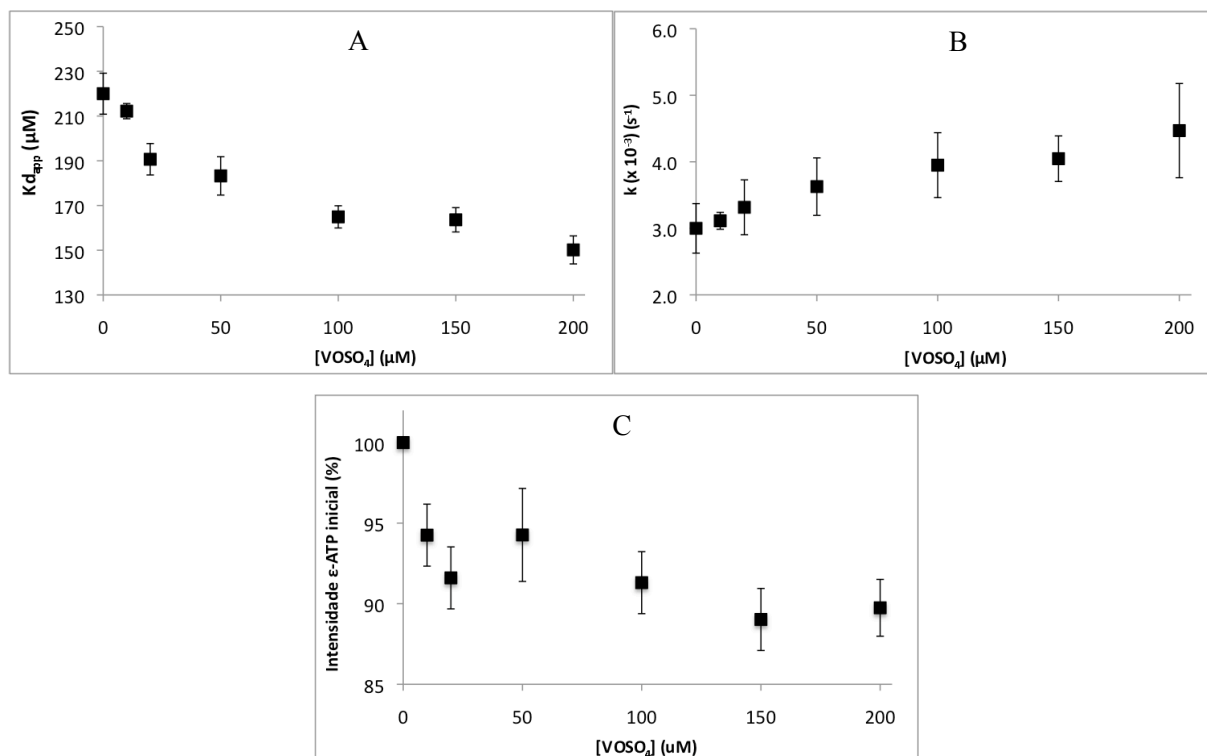 A
250
230
210
190
170
150
130
Kd_app (µM)
0 50 100 150 200
[VOSO₄] (µM)
B
6.0
5.0
4.0
3.0
2.0
k (x 10⁻³) (s⁻¹)
0 50 100 150 200
[VOSO₄] (µM)
C
100
95
90
85
Intensidade ε-ATP inicial (%)
0 50 100 150 200
[VOSO₄] (uM)